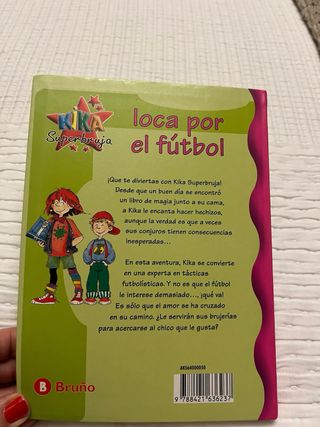 KiKA
Superbruja
loca por
el fútbol
¡Que te diviertas con Kika Superbruja!
Desde que un buen día se encontró
un libro de magia junto a su cama,
a Kika le encanta hacer hechizos,
aunque la verdad es que a veces
sus conjuros tienen consecuencias
inesperadas...
En esta aventura, Kika se convierte
en una experta en tácticas
futbolísticas. Y no es que el fútbol
le interese demasiado..., ¡qué va!
Es sólo que el amor se ha cruzado
en su camino. ¿Le servirán sus brujerías
para acercarse al chico que le gusta?
B Bruño
9 788421 636237